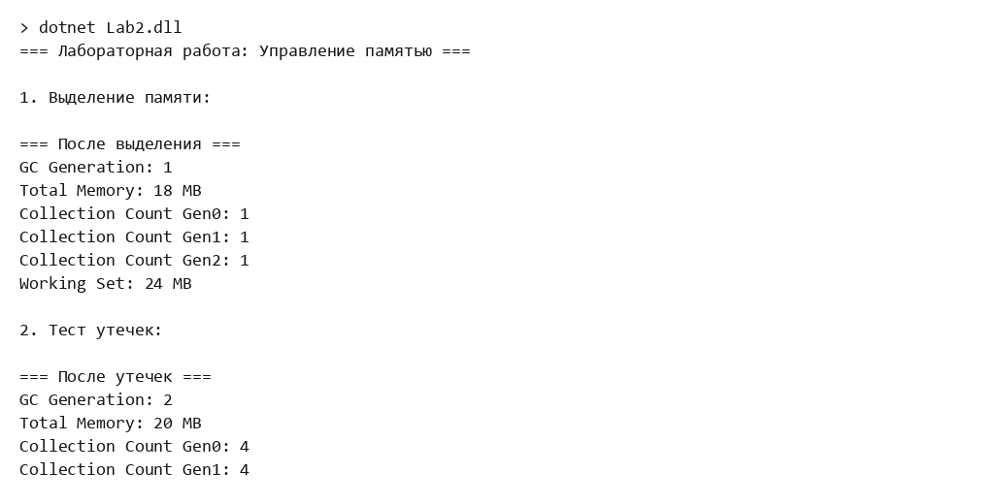 > dotnet Lab2.dll
=== Лабораторная работа: Управление памятью ===
1. Выделение памяти:
=== После выделения ===
GC Generation: 1
Total Memory: 18 MB
Collection Count Gen0: 1
Collection Count Gen1: 1
Collection Count Gen2: 1
Working Set: 24 MB
2. Тест утечек:
=== После утечек ===
GC Generation: 2
Total Memory: 20 MB
Collection Count Gen0: 4
Collection Count Gen1: 4